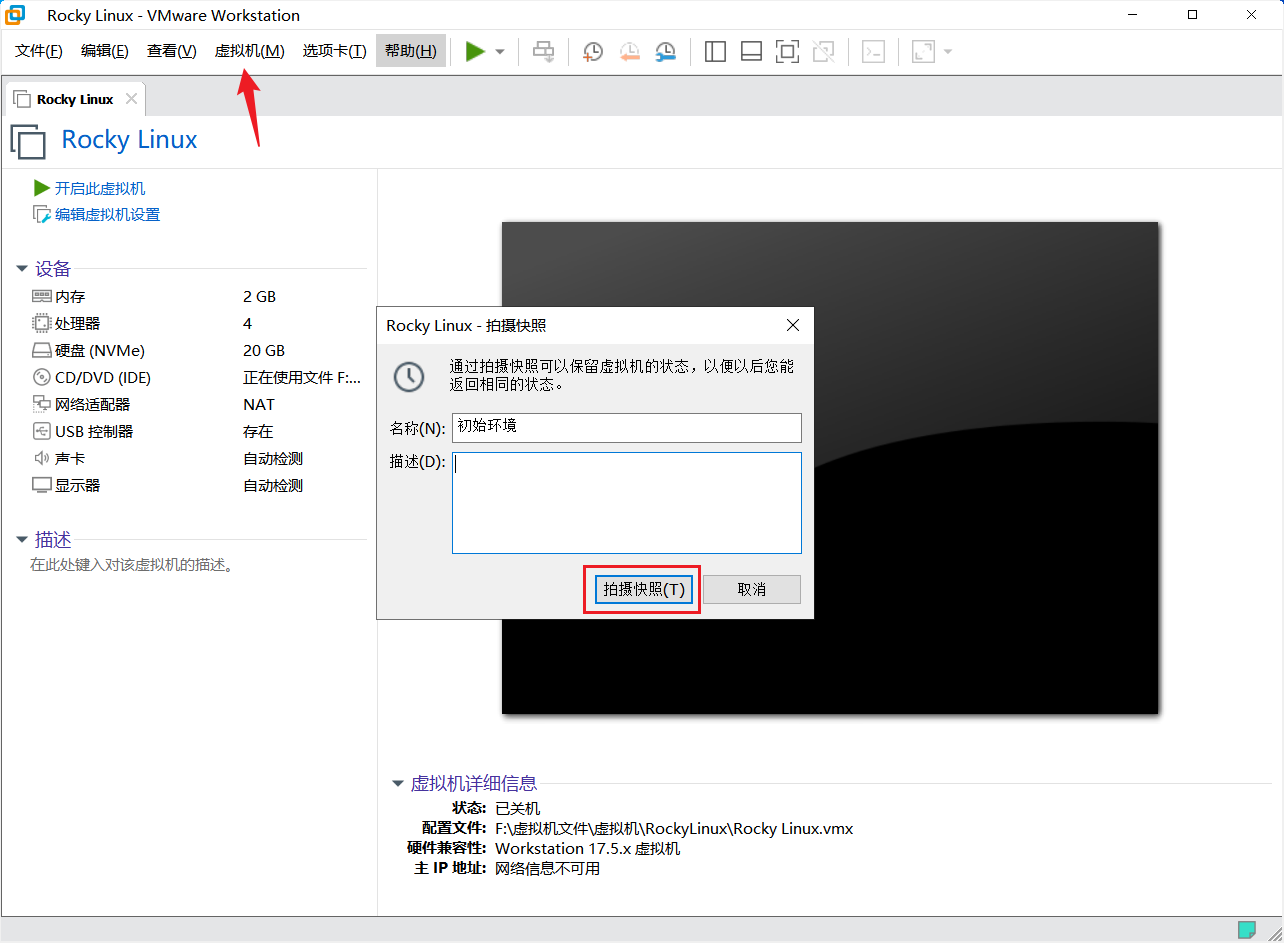 Rocky Linux - VMware Workstation
文件(F) 编辑(E) 查看(V) 虚拟机(M) 选项卡(T) 帮助(H)
Rocky Linux
Rocky Linux
开启此虚拟机
编辑虚拟机设置
设备
内存 2 GB
处理器 4
硬盘 (NVMe) 20 GB
CD/DVD (IDE) 正在使用文件 F:...
网络适配器 NAT
USB 控制器 存在
声卡 自动检测
显示器 自动检测
描述
在此处键入对该虚拟机的描述。
Rocky Linux - 拍摄快照
通过拍摄快照可以保留虚拟机的状态，以便以后您能
返回相同的状态。
名称(N): 初始环境
描述(D):
拍摄快照(T) 取消
虚拟机详细信息
状态: 已关机
配置文件: F:\虚拟机文件\虚拟机\RockyLinux\Rocky Linux.vmx
硬件兼容性: Workstation 17.5.x 虚拟机
主 IP 地址: 网络信息不可用